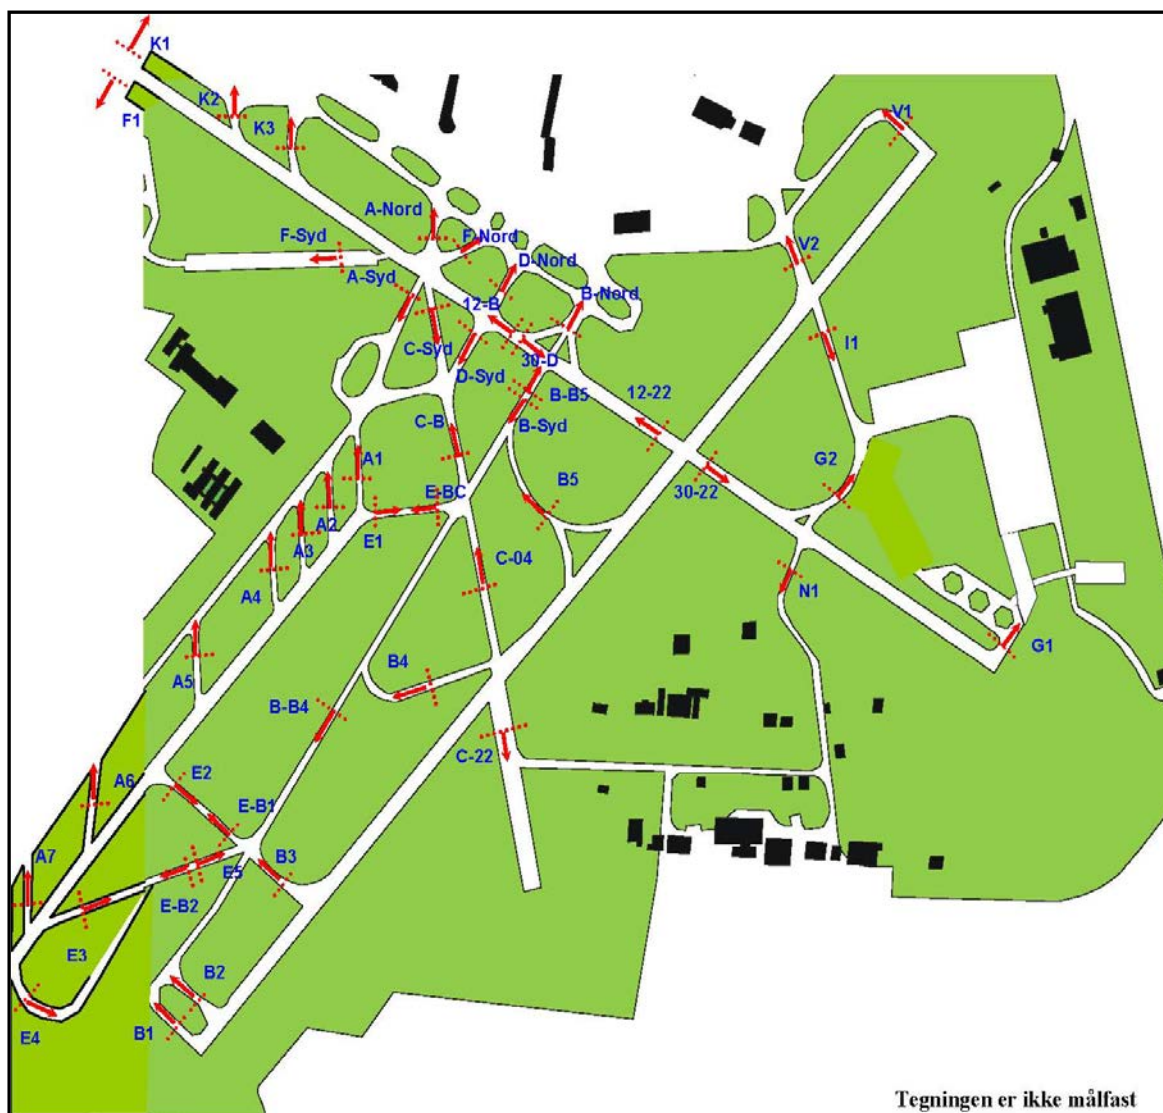 K1
K2
F1
K3
V1
A-Nord
F-Nord
F-Syd
V2
D-Nord
A-Syd
B-Nord
12-B
I1
C-Syd
30-D
D-Syd
B-B5
12-22
C-B
B-Syd
A1
G2
E-BC
B5
30-22
A2
E1
A3
C-04
A4
N1
G1
B4
A5
B-B4
C-22
E2
A6
E-B1
A7
B3
E5
E-B2
E3
B2
E4
B1
Tegningen er ikke målfast